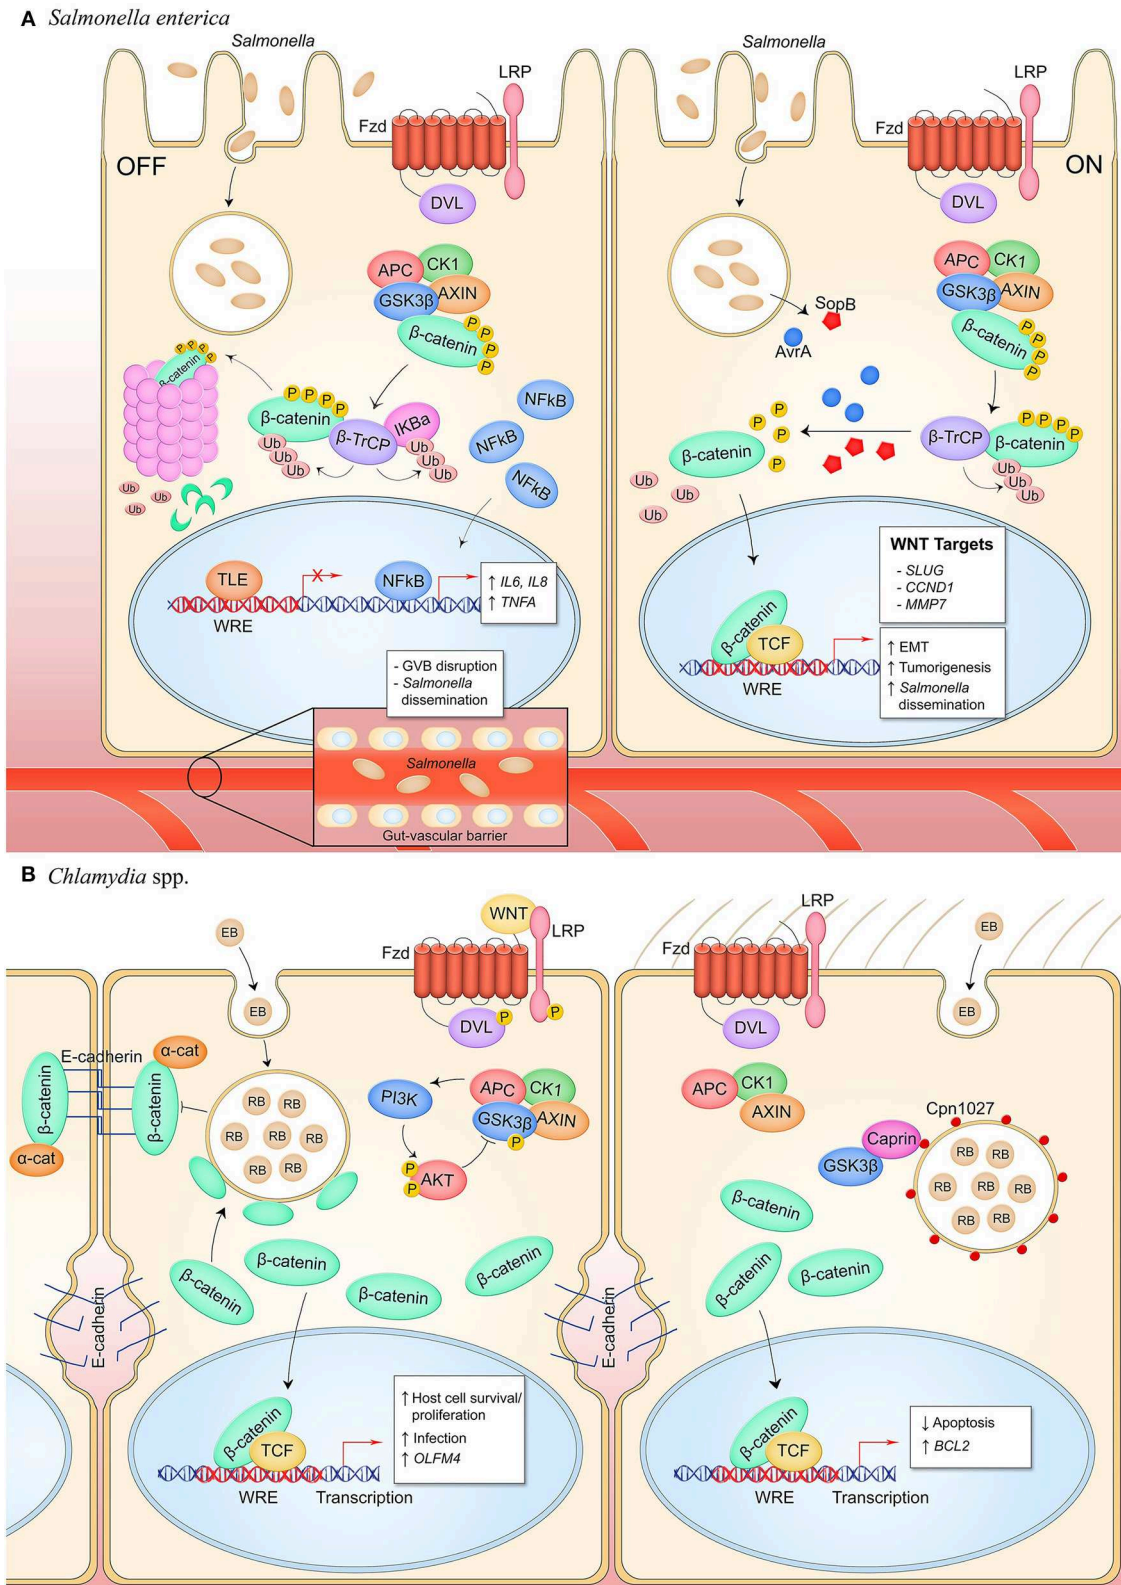 A Salmonella enterica
Salmonella
LRP
Fzd
OFF
DVL
APC
CK1
GSK3β
AXIN
β-catenin
P
P
P
P
P
P
P
P
β-catenin
P
P
P
P
β-catenin
β-TrCP
IKBa
Ub
Ub
Ub
Ub
Ub
Ub
NFkB
NFkB
NFkB
Ub
Ub
Ub
TLE
WRE
NFkB
↑ IL6, IL8
↑ TNFA
- GVB disruption
- Salmonella
dissemination
Salmonella
Gut-vascular barrier
Salmonella
LRP
Fzd
ON
DVL
APC
CK1
GSK3β
AXIN
β-catenin
P
P
P
P
SopB
AvrA
P
P
P
P
β-TrCP
β-catenin
Ub
Ub
Ub
P
P
P
P
β-catenin
Ub
Ub
Ub
WNT Targets
- SLUG
- CCND1
- MMP7
β-catenin
TCF
WRE
↑ EMT
↑ Tumorigenesis
↑ Salmonella
dissemination
B Chlamydia spp.
EB
EB
WNT
LRP
Fzd
DVL
P
P
E-cadherin
α-cat
β-catenin
β-catenin
α-cat
RB
RB
RB
RB
RB
RB
RB
PI3K
APC
CK1
GSK3β
AXIN
P
P
P
AKT
β-catenin
β-catenin
β-catenin
β-catenin
E-cadherin
β-catenin
TCF
WRE
Transcription
↑ Host cell survival/
proliferation
↑ Infection
↑ OLFM4
E-cadherin
LRP
Fzd
DVL
EB
EB
APC
CK1
AXIN
Cpn1027
Caprin
GSK3β
RB
RB
RB
RB
RB
RB
RB
β-catenin
β-catenin
β-catenin
β-catenin
TCF
WRE
Transcription
↓ Apoptosis
↑ BCL2